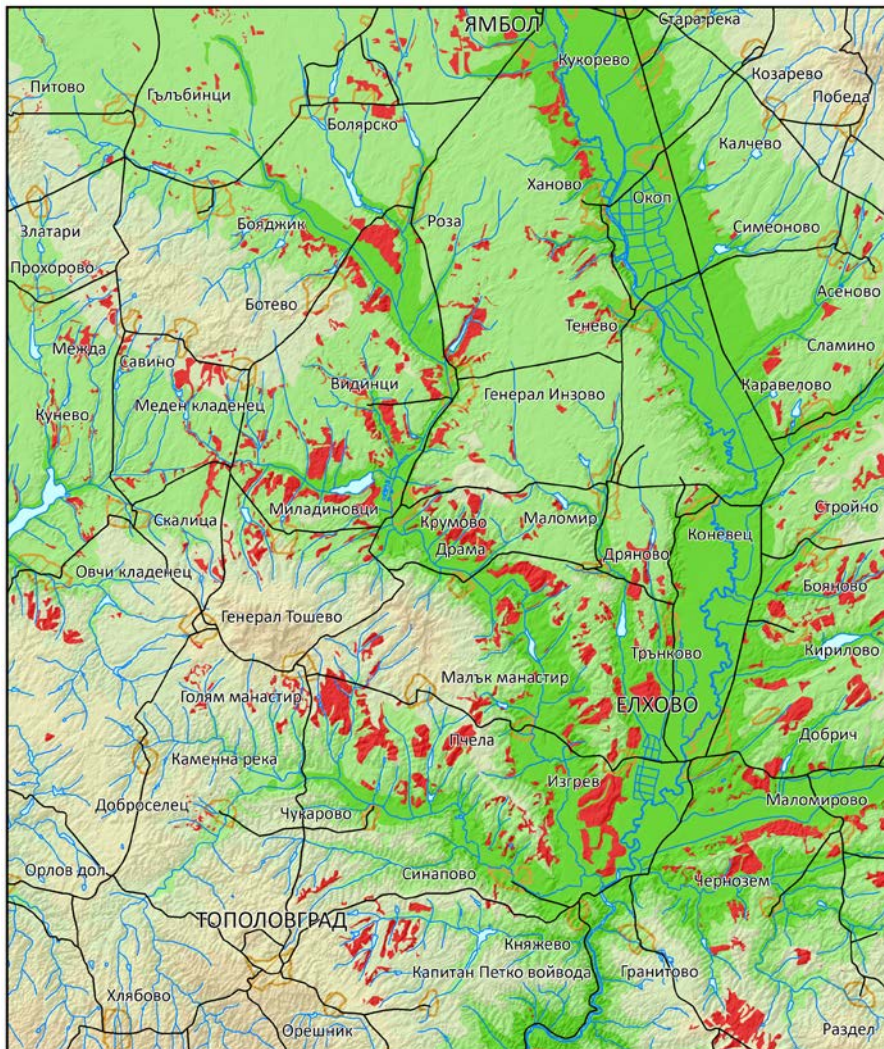 ЯМБОЛ
Стара река
Кукорево
Козарево
Питово
Гълъбинци
Победа
Болярско
Калчево
Ханово
Окоп
Златари
Бояджик
Роза
Симеоново
Прохорово
Ботево
Асеново
Тенево
Межда
Савино
Сламино
Видинци
Каравелово
Генерал Инзово
Кунево
Меден кладенец
Миладиновци
Скалица
Крумово
Маломир
Стройно
Коневец
Драма
Дряново
Овчи кладенец
Бояново
Генерал Тошево
Трънково
Кирилово
Малък манастир
Голям манастир
ЕЛХОВО
Пчела
Добрич
Каменна река
Изгрев
Доброселец
Чукарово
Маломирово
Орлов дол
Синапово
Чернозем
ТОПОЛОВГРАД
Княжево
Капитан Петко войвода
Гранитово
Хлябово
Орешник
Раздел